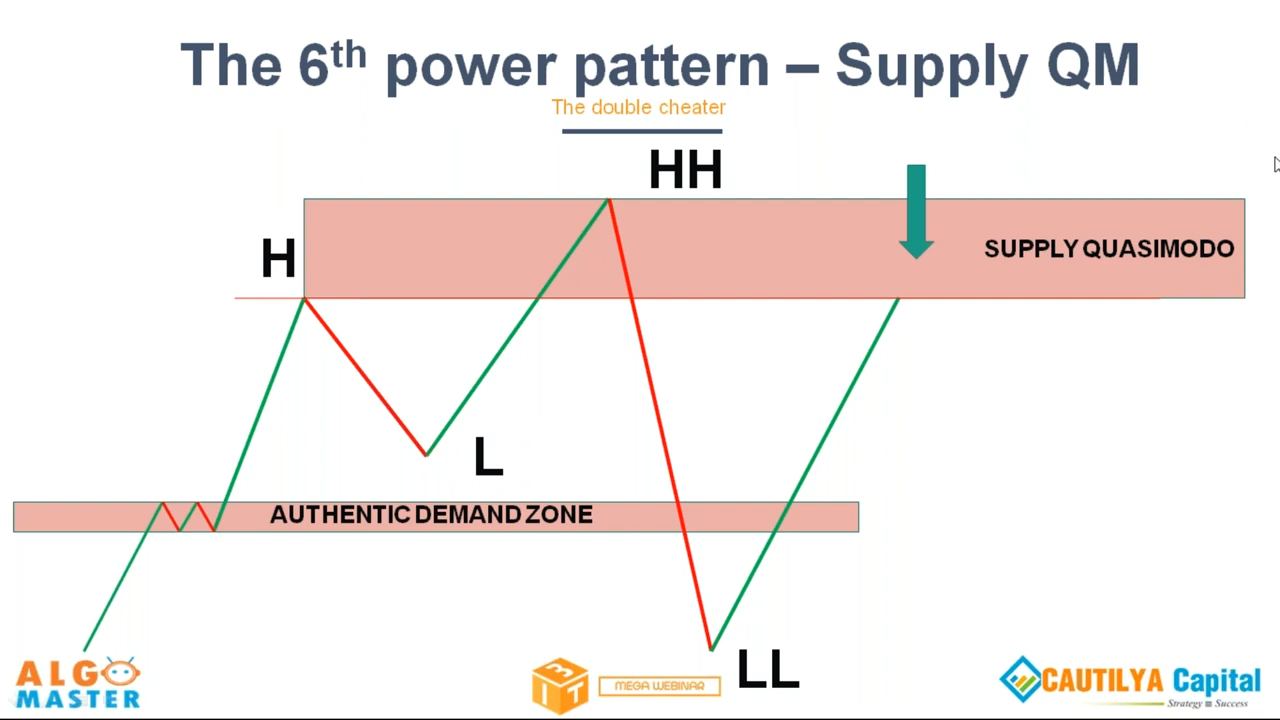 The 6th power pattern – Supply QM
The double cheater
HH
H
SUPPLY QUASIMODO
L
AUTHENTIC DEMAND ZONE
LL
ALGO
MASTER
BIT
MEGA WEBINAR
CAUTILYA Capital
Strategy = Success